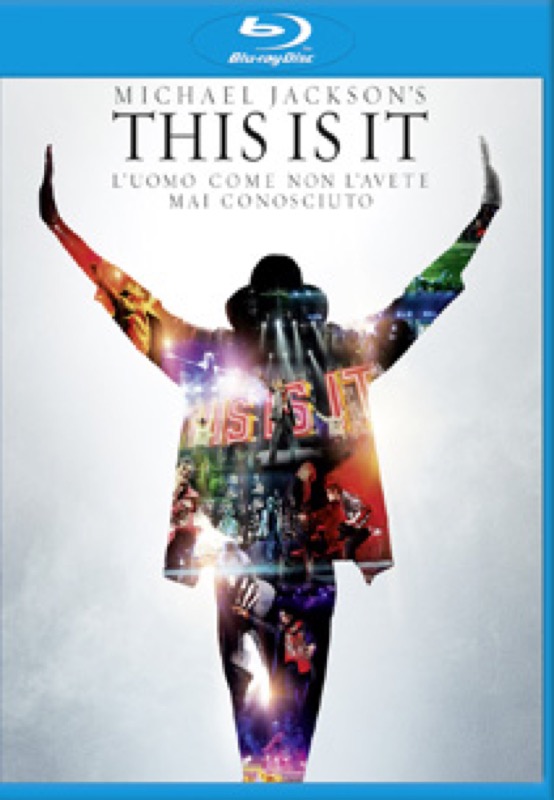 Blu-ray Disc
MICHAEL JACKSON'S
THIS IS IT
L'UOMO COME NON L'AVETE
MAI CONOSCIUTO
THIS IS IT